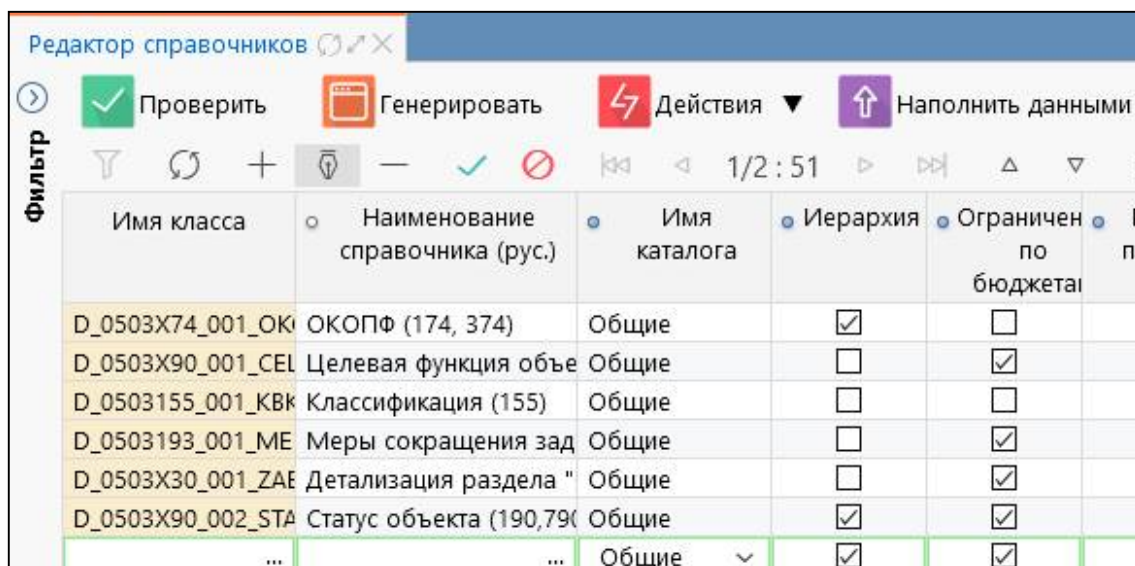 Редактор справочников
Проверить Генерировать Действия Наполнить данными
Фильтр
1/2 : 51
Имя класса Наименование справочника (рус.) Имя каталога Иерархия Ограничен по бюджетам
D_0503X74_001_OK ОКОПФ (174, 374) Общие
D_0503X90_001_CEL Целевая функция объе Общие
D_0503155_001_KBK Классификация (155) Общие
D_0503193_001_ME Меры сокращения зад Общие
D_0503X30_001_ZAE Детализация раздела " Общие
D_0503X90_002_STA Статус объекта (190,790 Общие
... ... Общие